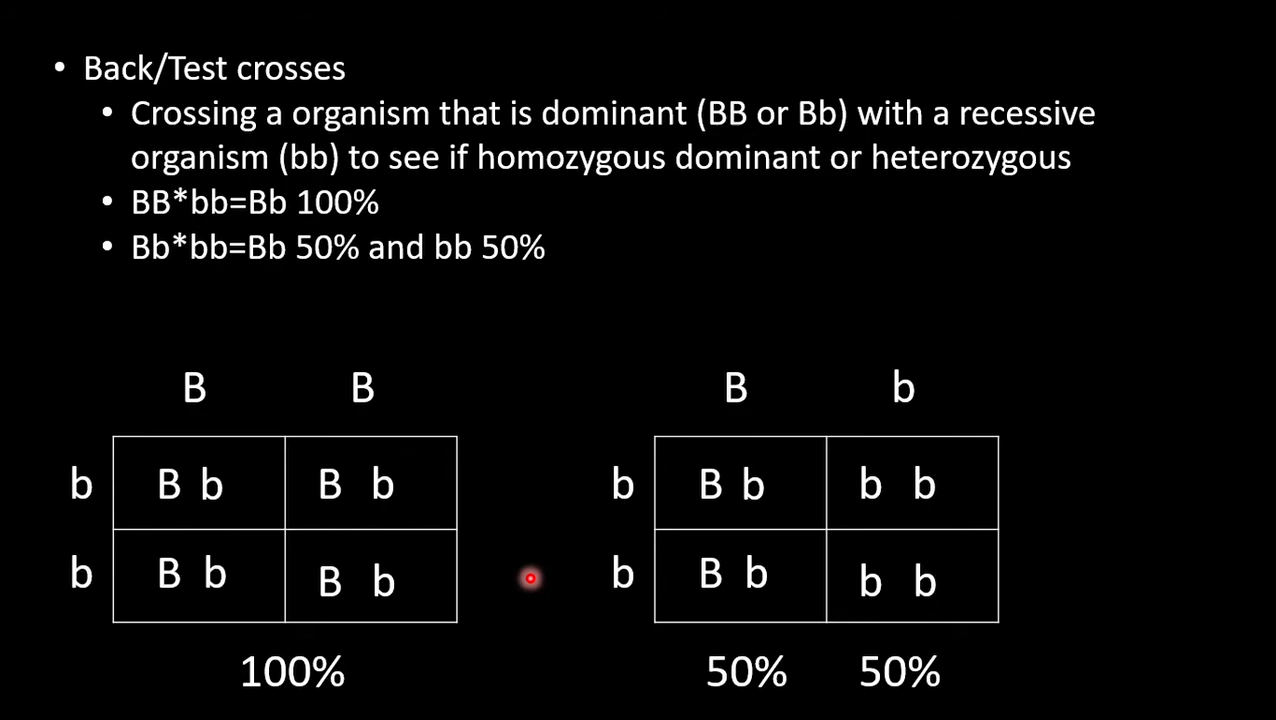 • Back/Test crosses
• Crossing a organism that is dominant (BB or Bb) with a recessive
organism (bb) to see if homozygous dominant or heterozygous
• BB*bb=Bb 100%
• Bb*bb=Bb 50% and bb 50%
B B
b B b B b
b B b B b
100%
B b
b B b b b
b B b b b
50% 50%